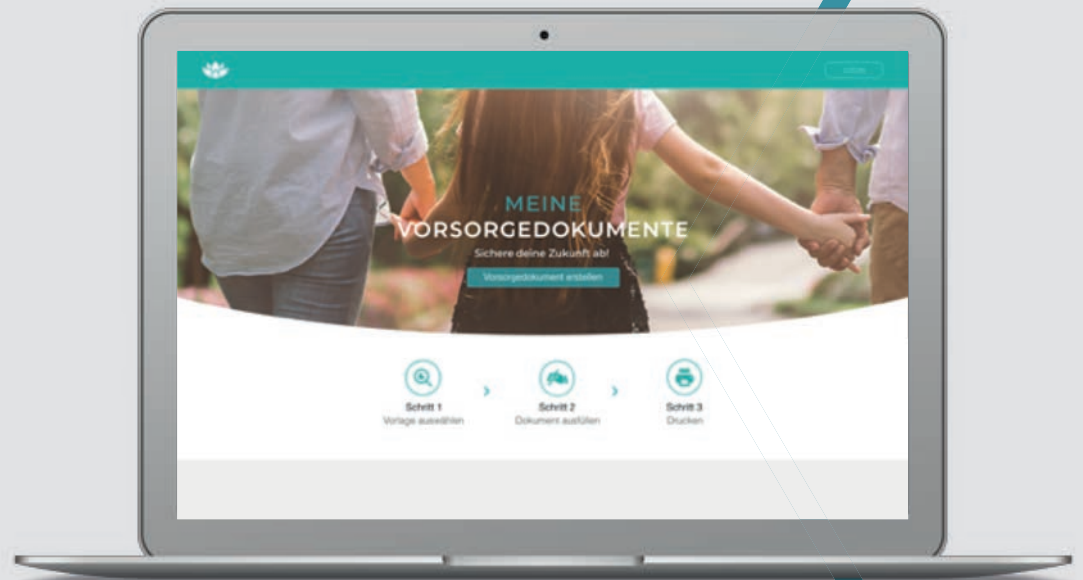 MEINE
VORSORGEDOKUMENTE
Sichere deine Zukunft ab!
Vorsorgedokument erstellen
Schritt 1
Vorlage auswählen
Schritt 2
Dokument ausfüllen
Schritt 3
Drucken